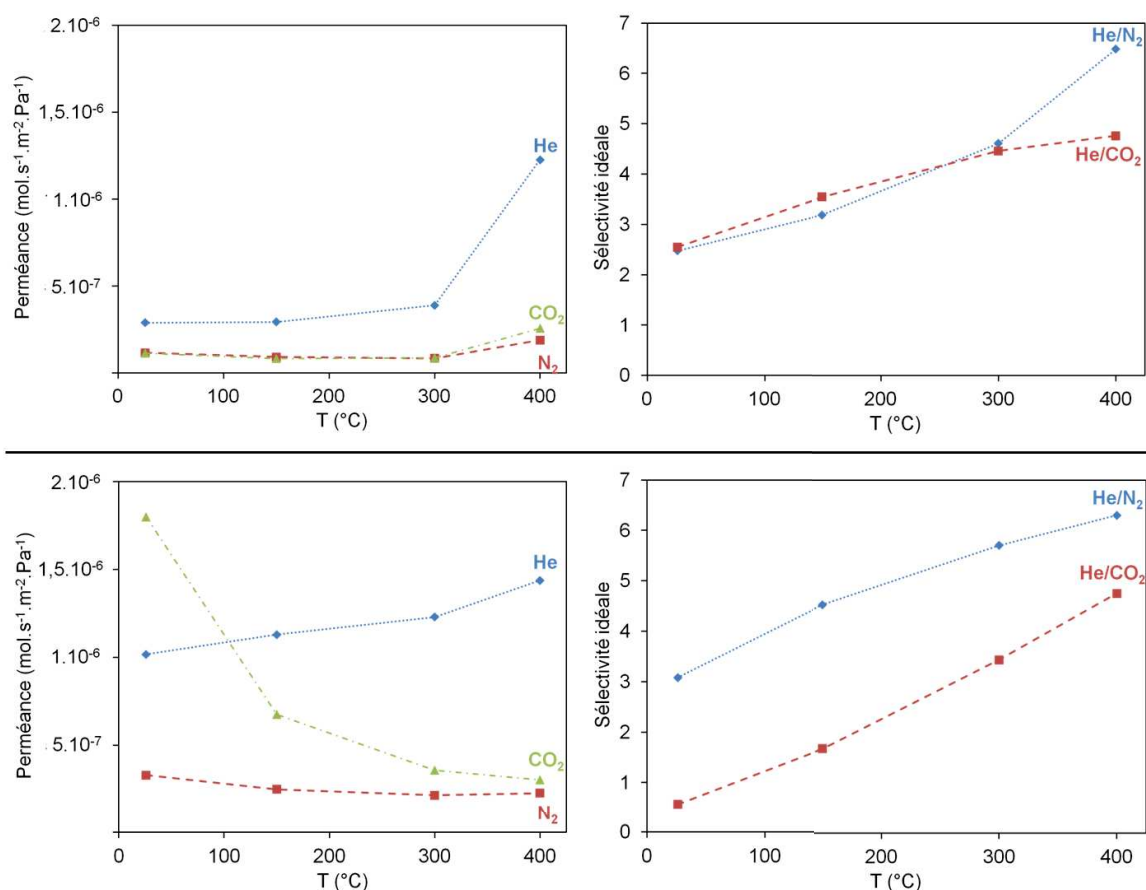 Perméance (mol.s⁻¹.m⁻².Pa⁻¹)
2.10⁻⁶
1,5.10⁻⁶
1.10⁻⁶
5.10⁻⁷
He
CO₂
N₂
0 100 200 300 400
T (°C)
Sélectivité idéale
7
6
5
4
3
2
1
0
He/N₂
He/CO₂
0 100 200 300 400
T (°C)
Perméance (mol.s⁻¹.m⁻².Pa⁻¹)
2.10⁻⁶
1,5.10⁻⁶
1.10⁻⁶
5.10⁻⁷
He
CO₂
N₂
0 100 200 300 400
T (°C)
Sélectivité idéale
7
6
5
4
3
2
1
0
He/N₂
He/CO₂
0 100 200 300 400
T (°C)